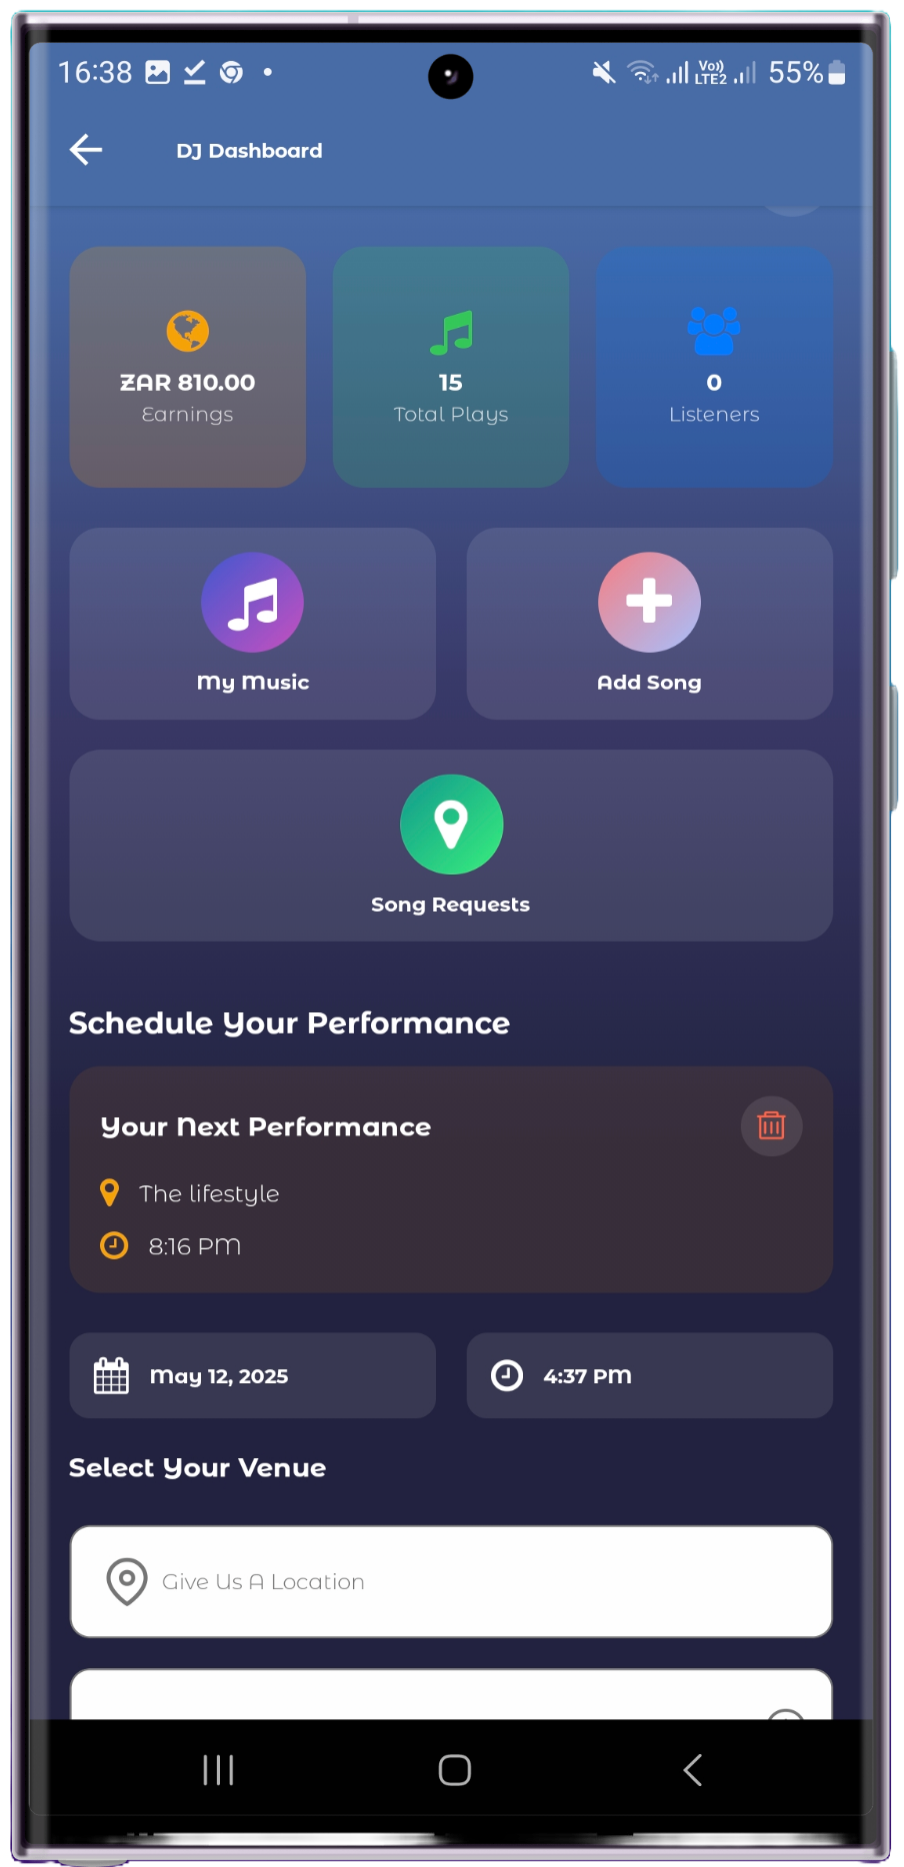 16:38
Vo))
LTE2
55%
DJ Dashboard
ZAR 810.00
Earnings
15
Total Plays
0
Listeners
My Music
Add Song
Song Requests
Schedule Your Performance
Your Next Performance
The lifestyle
8:16 PM
May 12, 2025
4:37 PM
Select Your Venue
Give Us A Location